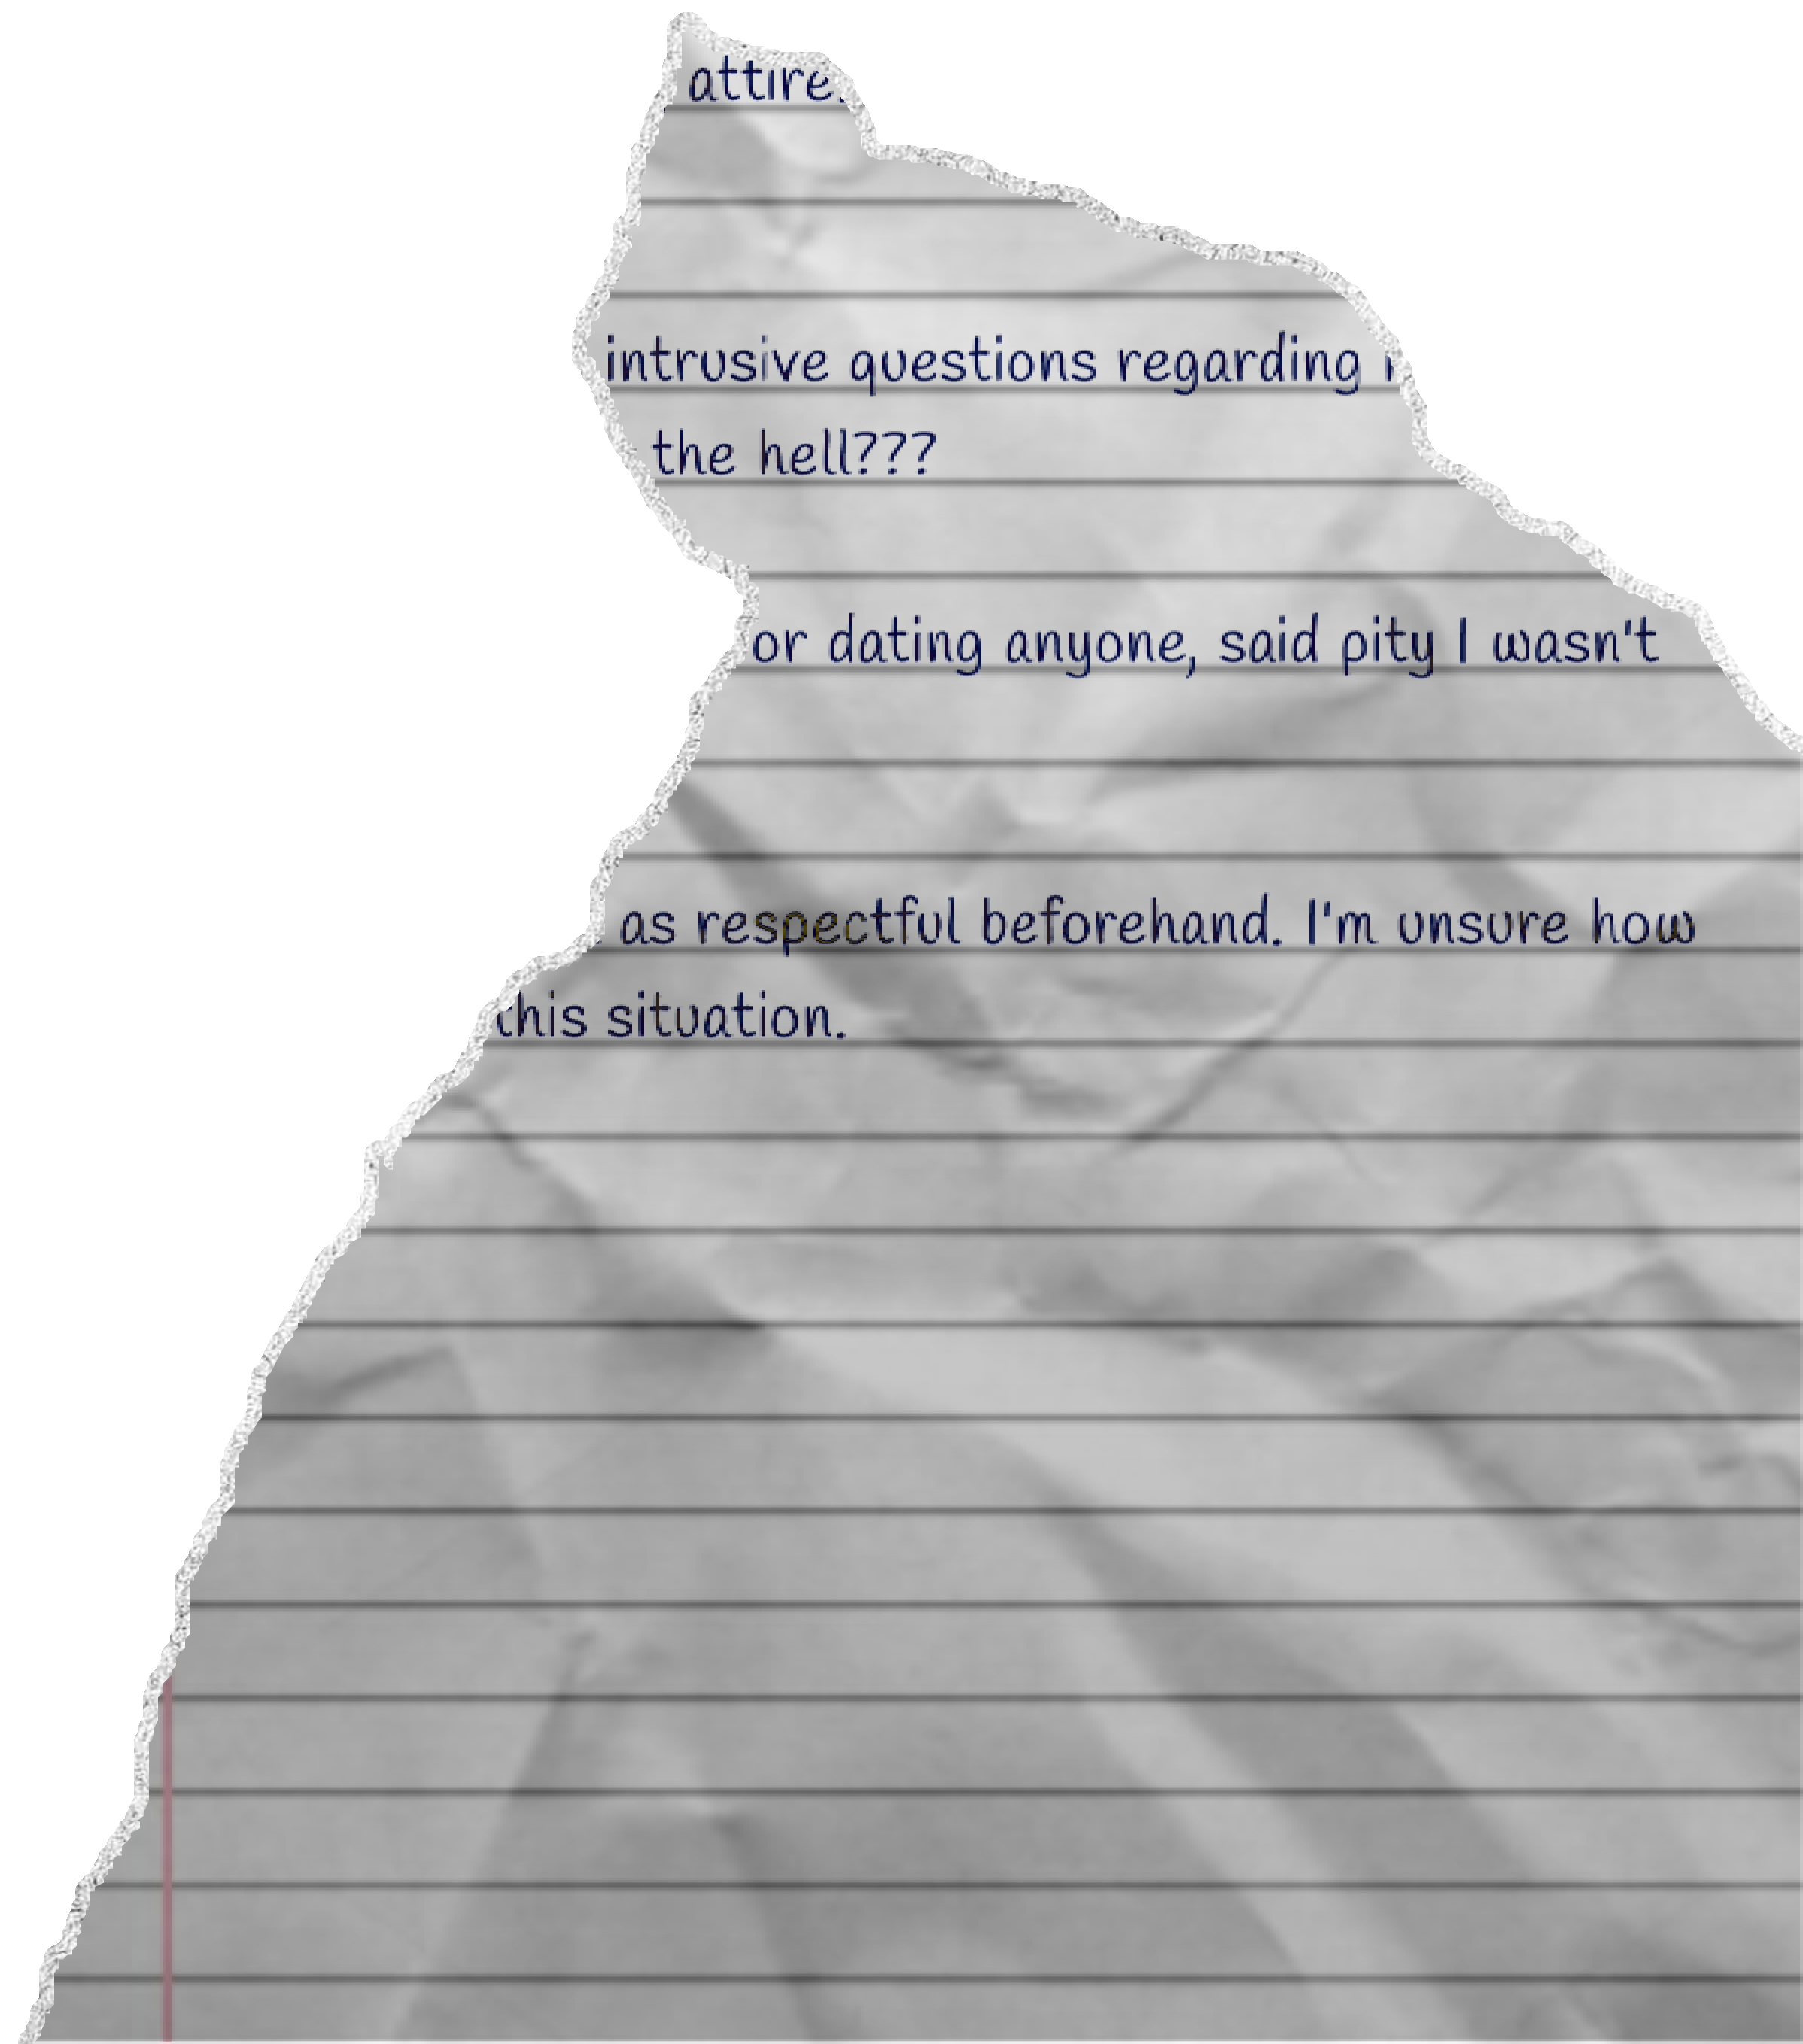 attire.
intrusive questions regarding
the hell???
or dating anyone, said pity I wasn't
as respectful beforehand. I'm unsure how
this situation.